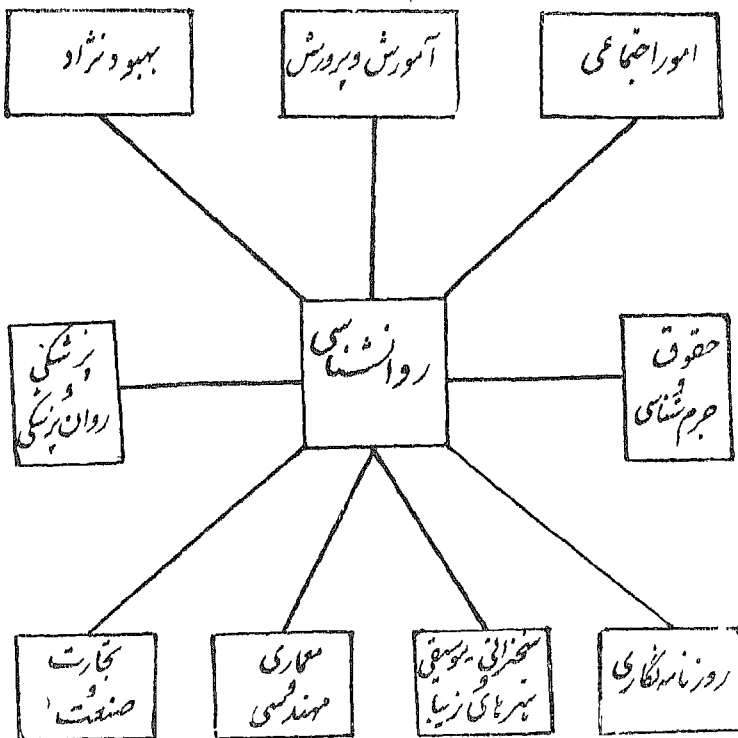 امور اجتماعی
آموزش و پرورش
بهبود نژاد
حقوق
و
جرم شناسی
روانشناسی
پزشکی
و
روان پزشکی
روزنامه نگاری
سخنرانی موسیقی
و
هنرهای زیبا
معماری
و
مهندسی
تجارت
و
صنعت